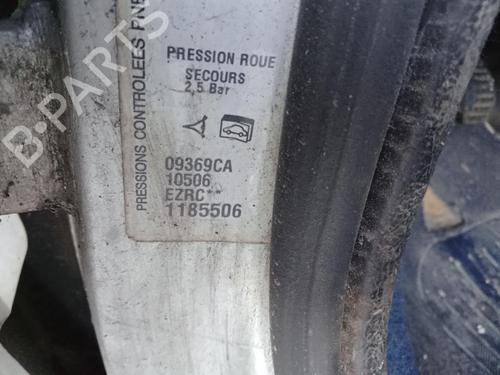 PRESSIONS CONTROLEES PNE
PRESSION ROUE
SECOURS
2,5 Bar
09369CA
10506
EZRC**
1185506
B-PARTS